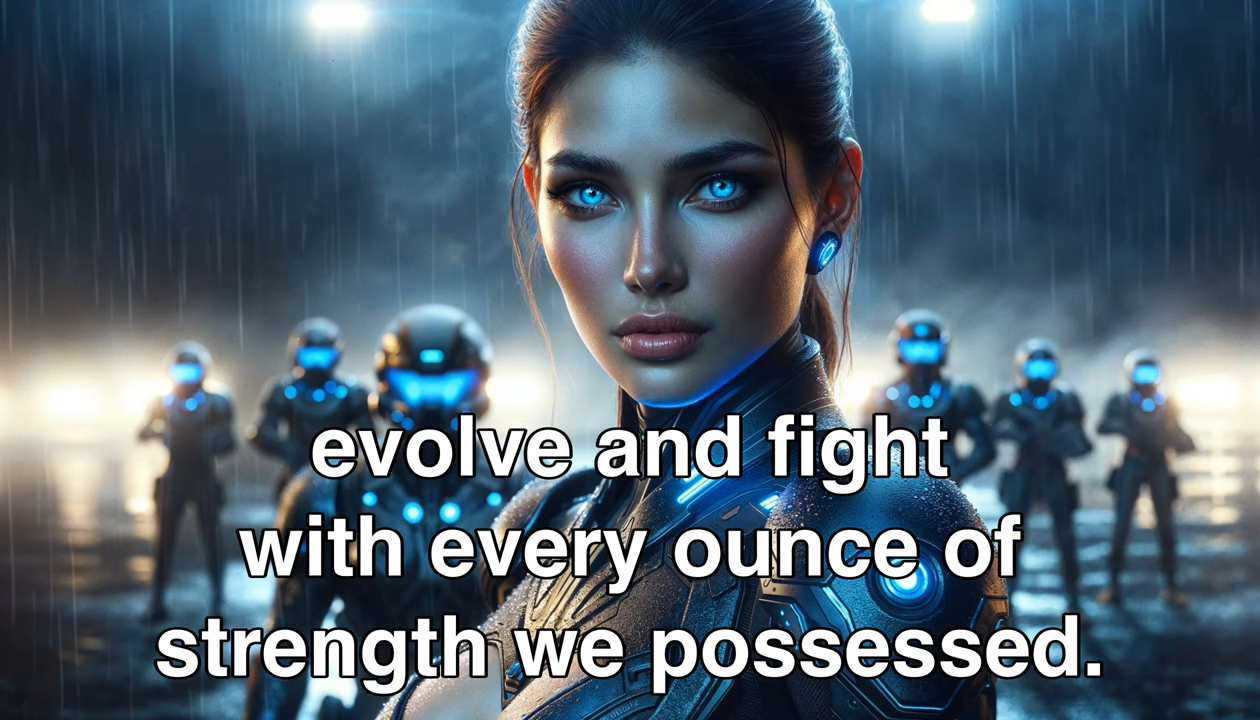 evolve and fight
with every ounce of
strength we possessed.